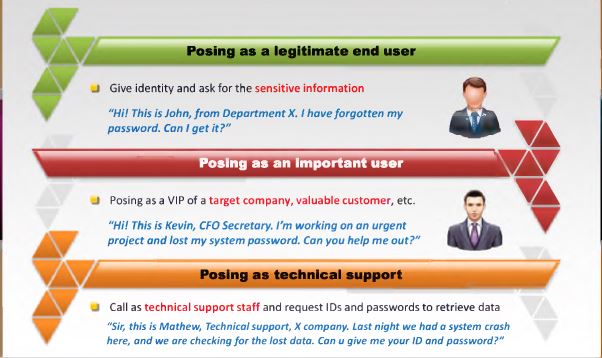 Posing as a legitimate end user
Give identity and ask for the sensitive information
"Hi! This is John, from Department X. I have forgotten my
password. Can I get it?"
Posing as an important user
Posing as a VIP of a target company, valuable customer, etc.
"Hi! This is Kevin, CFO Secretary. I'm working on an urgent
project and lost my system password. Can you help me out?"
Posing as technical support
Call as technical support staff and request IDs and passwords to retrieve data
"Sir, this is Mathew, Technical support, X company. Last night we had a system crash
here, and we are checking for the lost data. Can u give me your ID and password?"